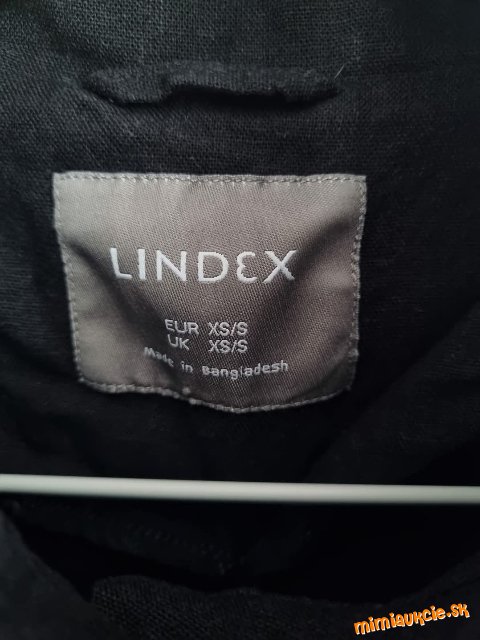 LINDEX
EUR XS/S
UK XS/S
Made in Bangladesh
mimiaukcie.sk